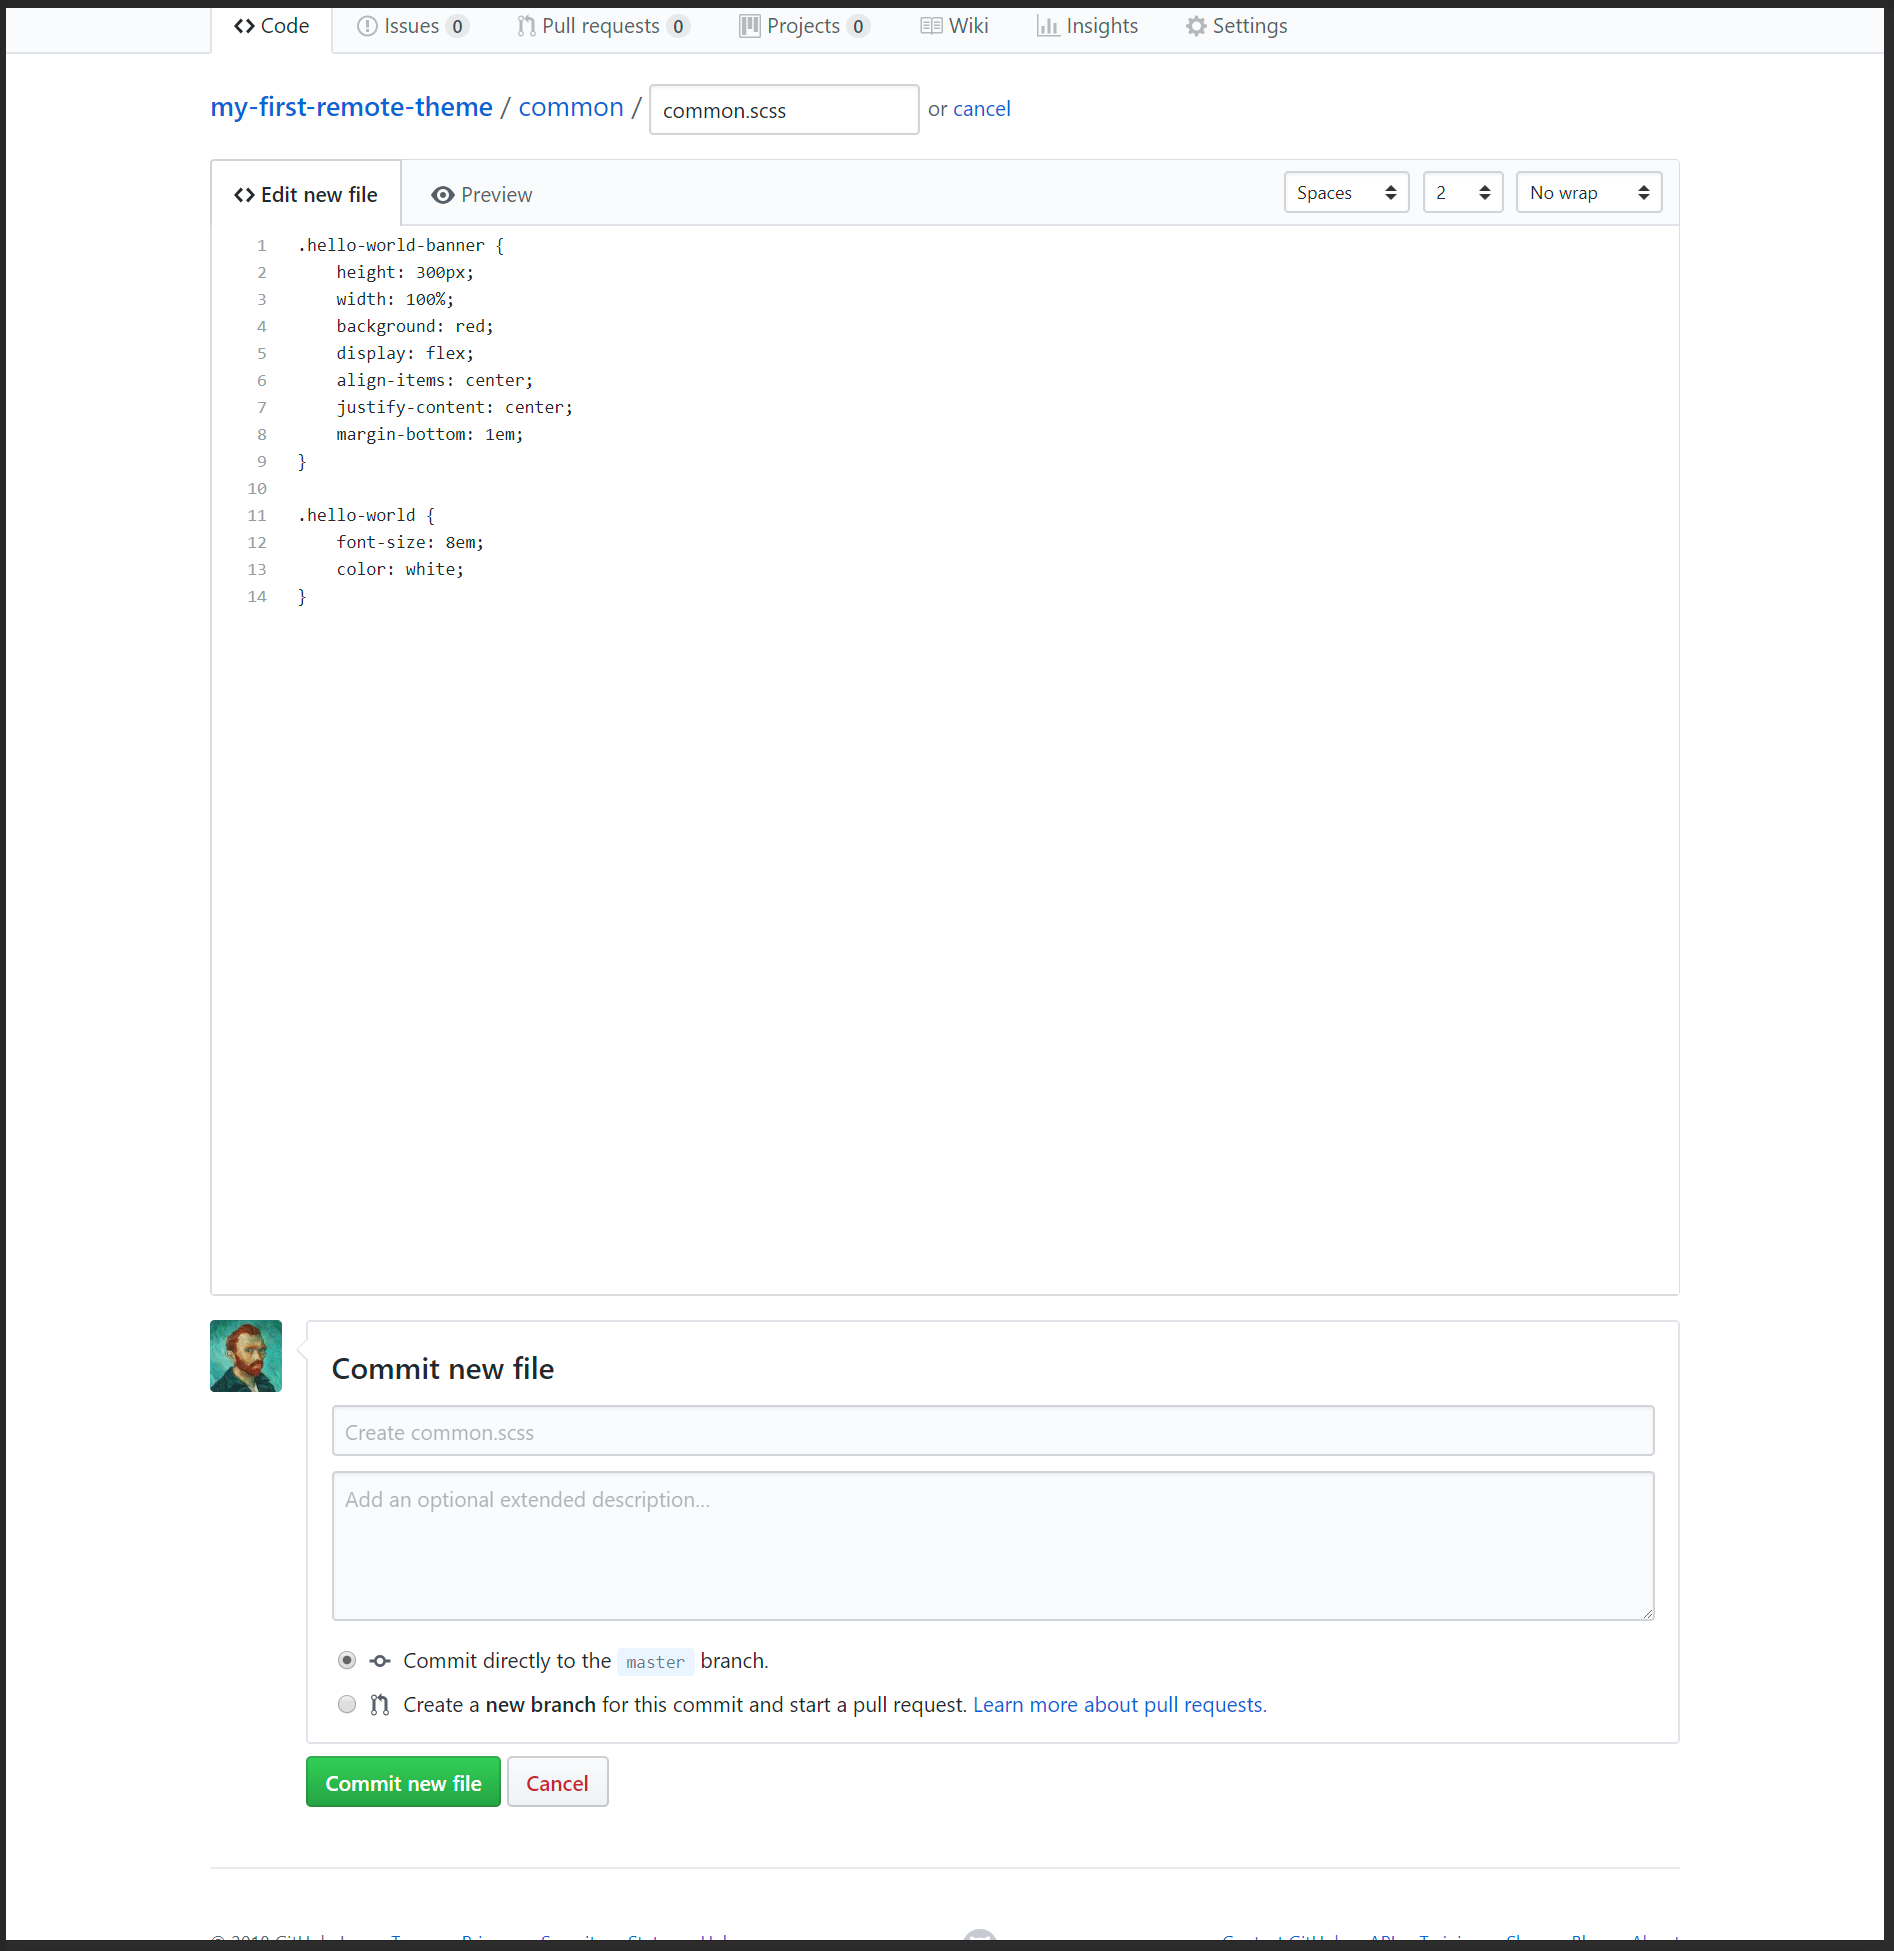 Code Issues 0 Pull requests 0 Projects 0 Wiki Insights Settings
my-first-remote-theme / common / common.scss or cancel
Edit new file Preview Spaces 2 No wrap
1 .hello-world-banner {
2 height: 300px;
3 width: 100%;
4 background: red;
5 display: flex;
6 align-items: center;
7 justify-content: center;
8 margin-bottom: 1em;
9 }
10
11 .hello-world {
12 font-size: 8em;
13 color: white;
14 }
Commit new file
Create common.scss
Add an optional extended description...
Commit directly to the master branch.
Create a new branch for this commit and start a pull request. Learn more about pull requests.
Commit new file Cancel